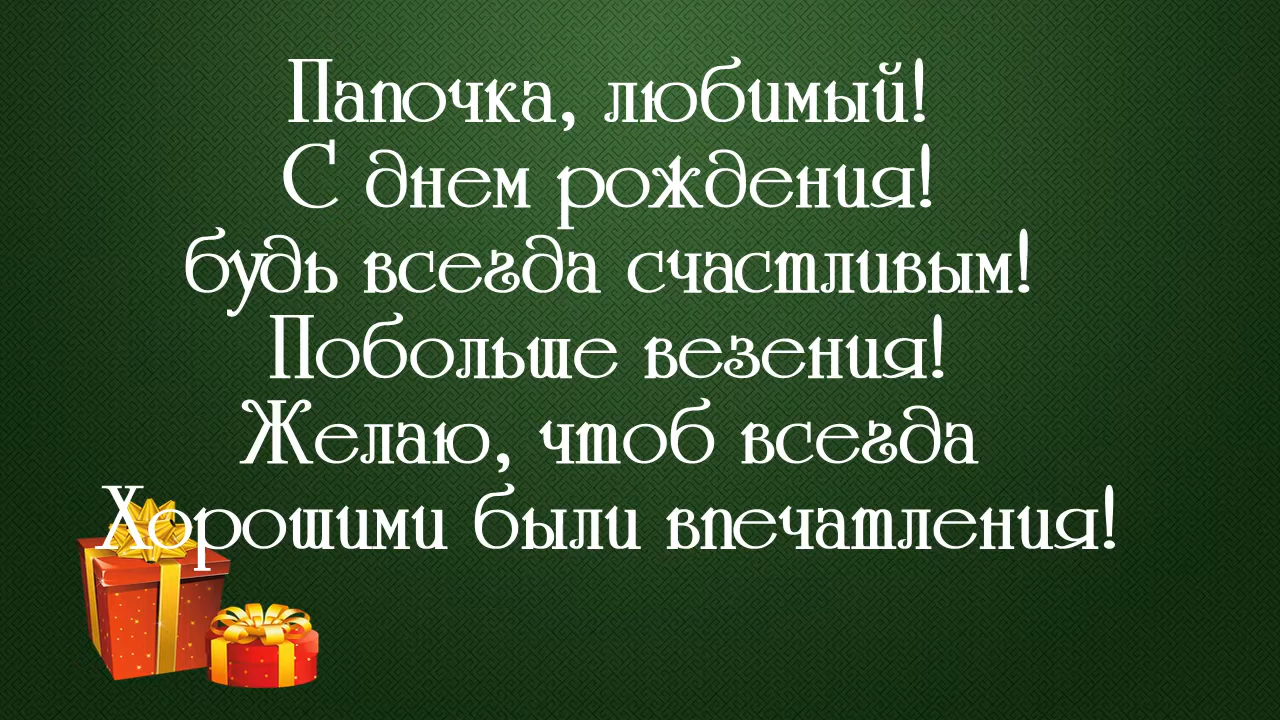 Папочка, любимый!
С днем рождения!
будь всегда счастливым!
Побольше везения!
Желаю, чтоб всегда
Хорошими были впечатления!